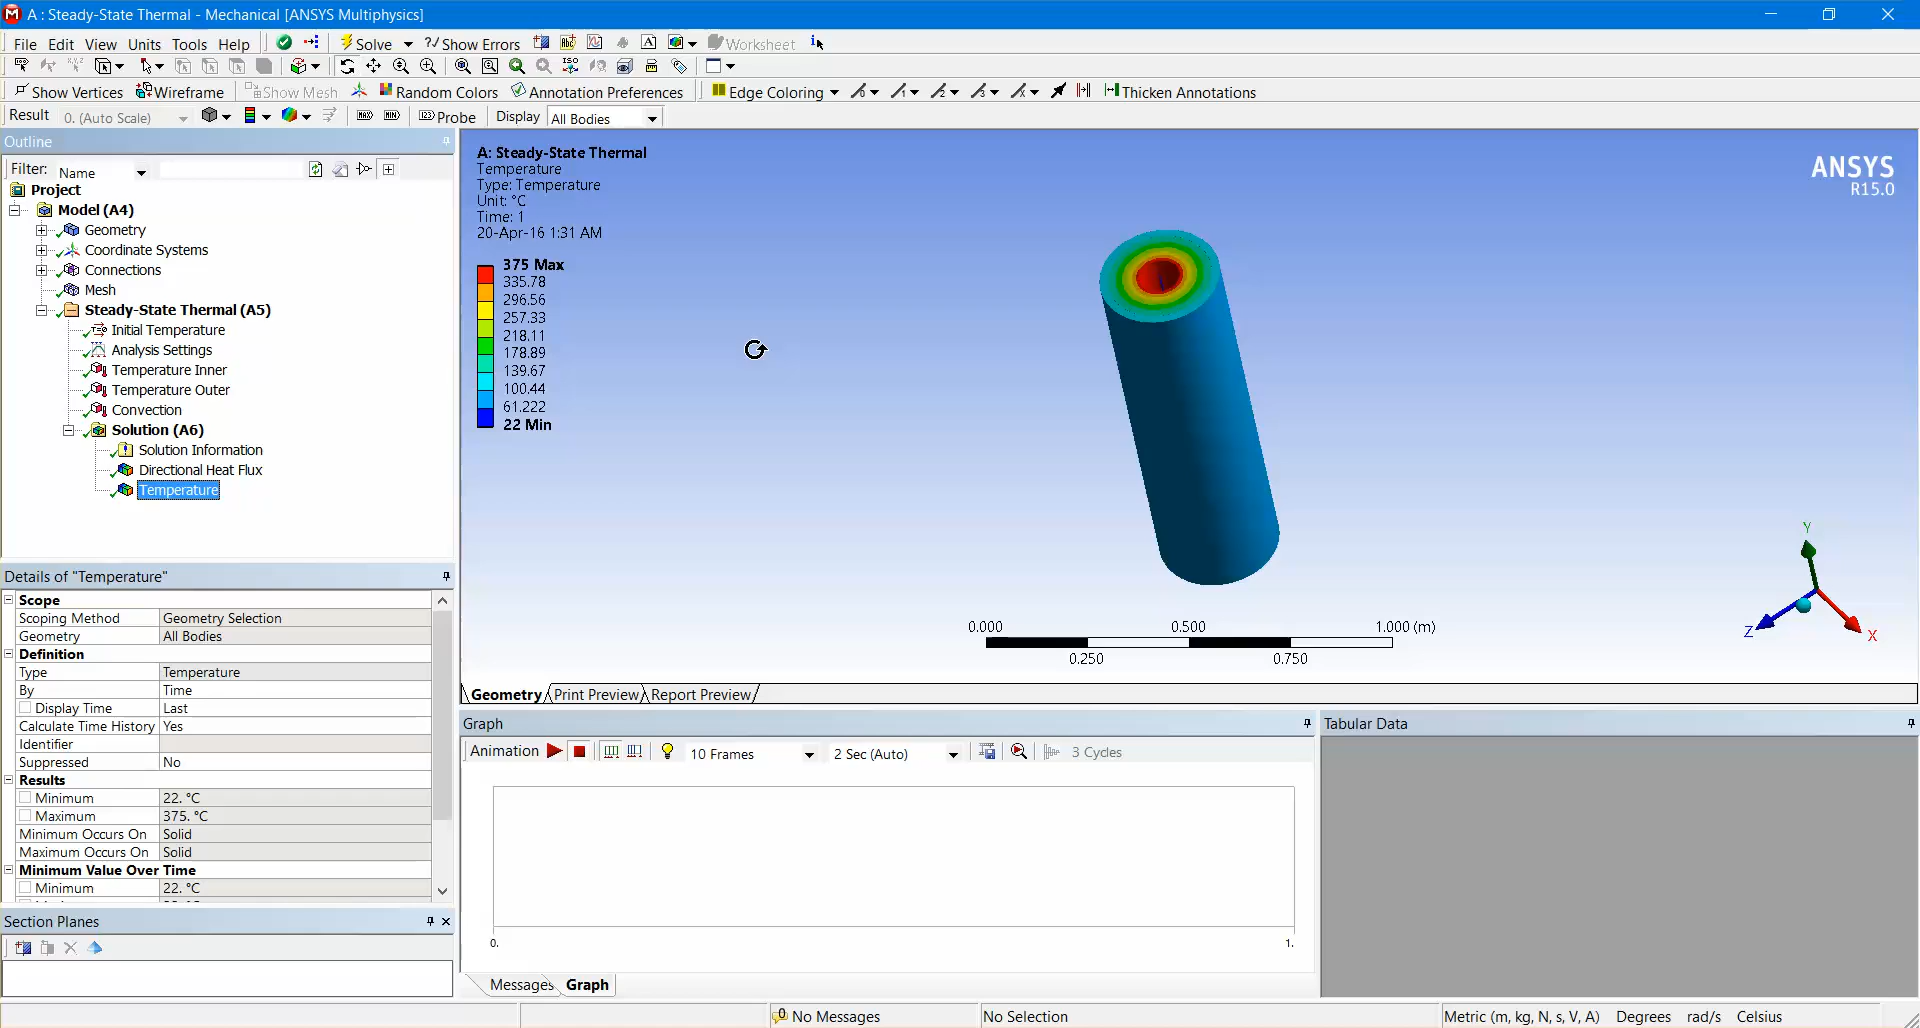 A : Steady-State Thermal - Mechanical [ANSYS Multiphysics]
File Edit View Units Tools Help Solve ?/ Show Errors Worksheet
Show Vertices Wireframe Show Mesh Random Colors Annotation Preferences Edge Coloring Thicken Annotations
Result 0. (Auto Scale) MAX MIN Probe Display All Bodies
Outline
Filter: Name
Project
Model (A4)
Geometry
Coordinate Systems
Connections
Mesh
Steady-State Thermal (A5)
Initial Temperature
Analysis Settings
Temperature Inner
Temperature Outer
Convection
Solution (A6)
Solution Information
Directional Heat Flux
Temperature
A: Steady-State Thermal
Temperature
Type: Temperature
Unit: °C
Time: 1
20-Apr-16 1:31 AM
375 Max
335.78
296.56
257.33
218.11
178.89
139.67
100.44
61.222
22 Min
ANSYS
R15.0
Y
Z
X
0.000 0.500 1.000 (m)
0.250 0.750
Geometry Print Preview Report Preview
Details of "Temperature"
Scope
Scoping Method Geometry Selection
Geometry All Bodies
Definition
Type Temperature
By Time
Display Time Last
Calculate Time History Yes
Identifier
Suppressed No
Results
Minimum 22. °C
Maximum 375. °C
Minimum Occurs On Solid
Maximum Occurs On Solid
Minimum Value Over Time
Minimum 22. °C
Section Planes
Graph
Animation 10 Frames 2 Sec (Auto) 3 Cycles
0. 1.
Messages Graph
Tabular Data
No Messages No Selection Metric (m, kg, N, s, V, A) Degrees rad/s Celsius